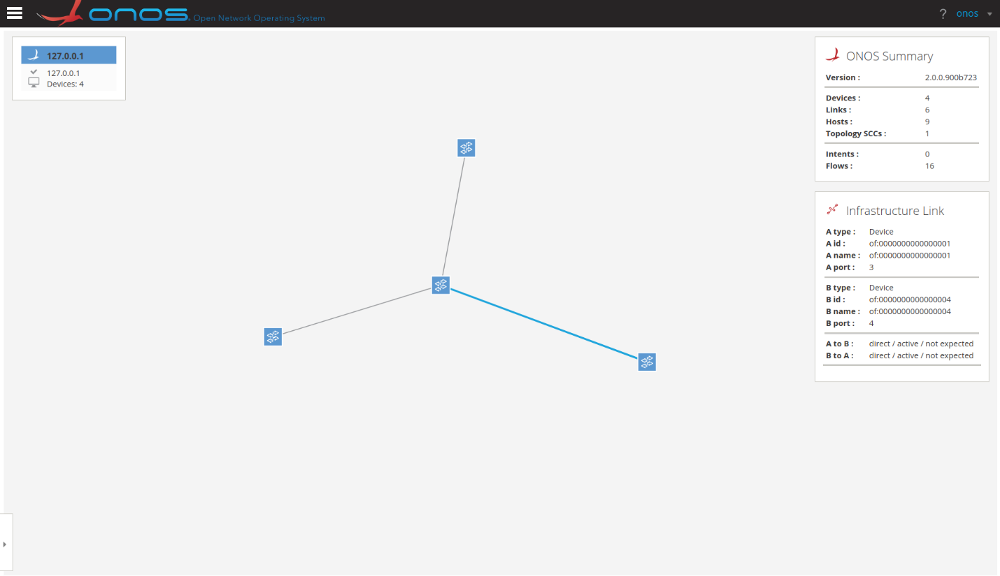 onos Open Network Operating System
? onos
127.0.0.1
127.0.0.1
Devices: 4
ONOS Summary
Version : 2.0.0.900b723
Devices : 4
Links : 6
Hosts : 9
Topology SCCs : 1
Intents : 0
Flows : 16
Infrastructure Link
A type : Device
A id : of:0000000000000001
A name : of:0000000000000001
A port : 3
B type : Device
B id : of:0000000000000004
B name : of:0000000000000004
B port : 4
A to B : direct / active / not expected
B to A : direct / active / not expected